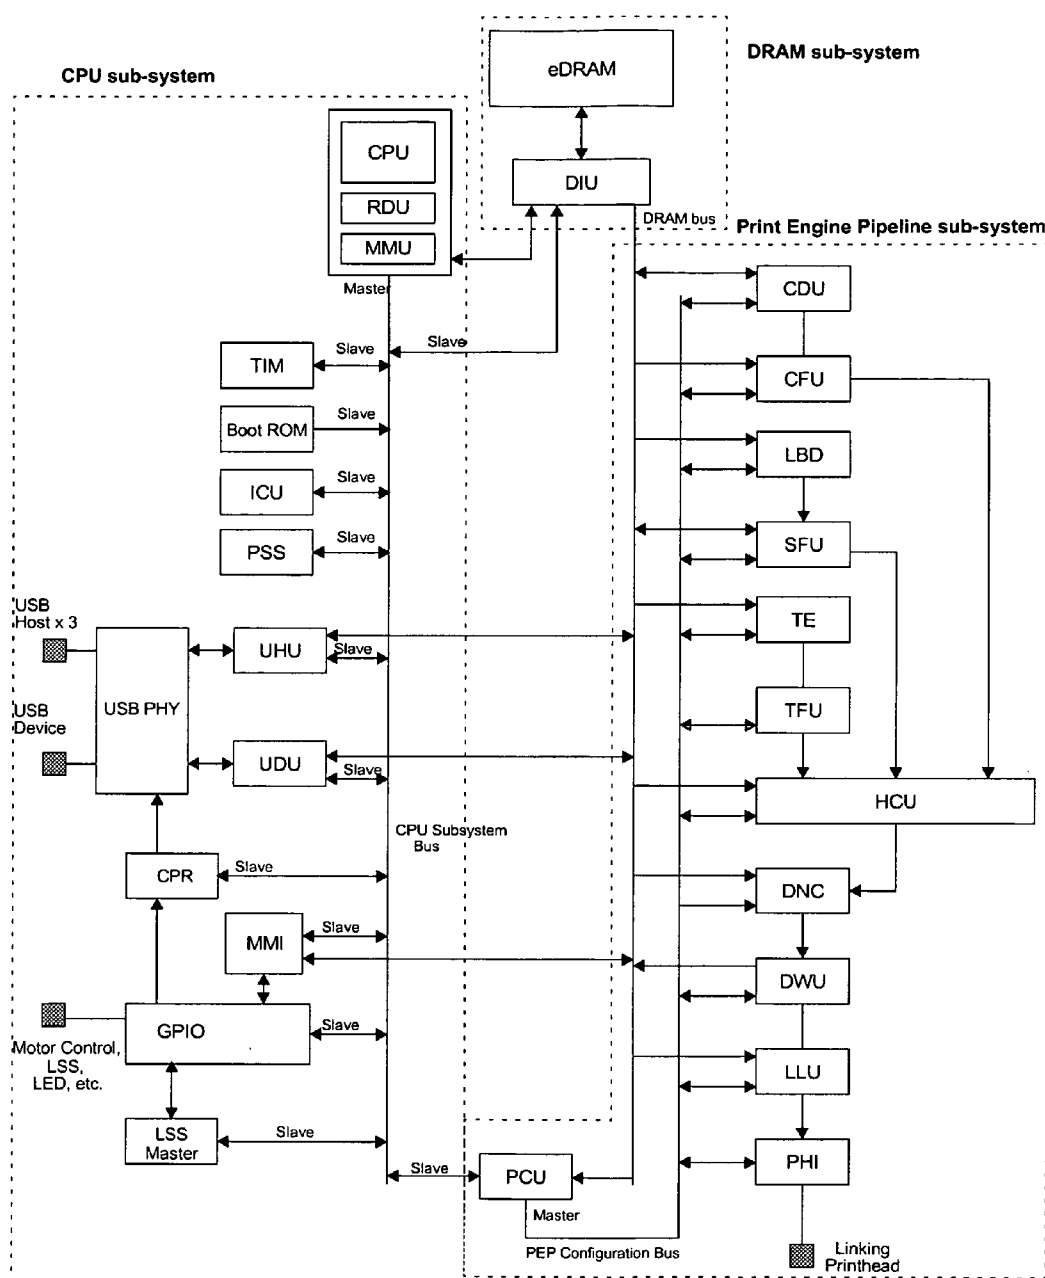 DRAM sub-system
CPU sub-system
eDRAM
CPU
RDU
MMU
Master
DIU
DRAM bus
Print Engine Pipeline sub-system
CDU
Slave
Slave
TIM
CFU
Slave
Boot ROM
LBD
Slave
ICU
Slave
PSS
SFU
USB
Host x 3
UHU
Slave
TE
USB PHY
USB
Device
TFU
UDU
Slave
HCU
CPU Subsystem
Bus
CPR
Slave
DNC
MMI
Slave
DWU
GPIO
Slave
Motor Control,
LSS,
LED, etc.
LLU
LSS
Master
Slave
PHI
Slave
PCU
Master
PEP Configuration Bus
Linking
Printhead